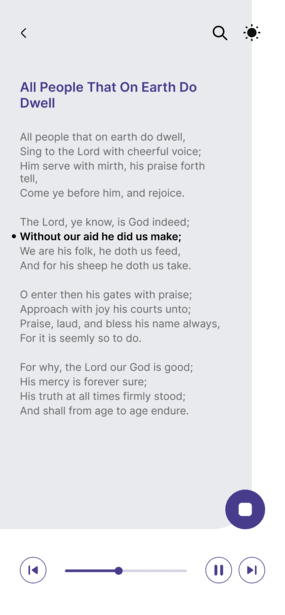 All People That On Earth Do
Dwell
All people that on earth do dwell,
Sing to the Lord with cheerful voice;
Him serve with mirth, his praise forth
tell,
Come ye before him, and rejoice.
The Lord, ye know, is God indeed;
Without our aid he did us make;
We are his folk, he doth us feed,
And for his sheep he doth us take.
O enter then his gates with praise;
Approach with joy his courts unto;
Praise, laud, and bless his name always,
For it is seemly so to do.
For why, the Lord our God is good;
His mercy is forever sure;
His truth at all times firmly stood;
And shall from age to age endure.